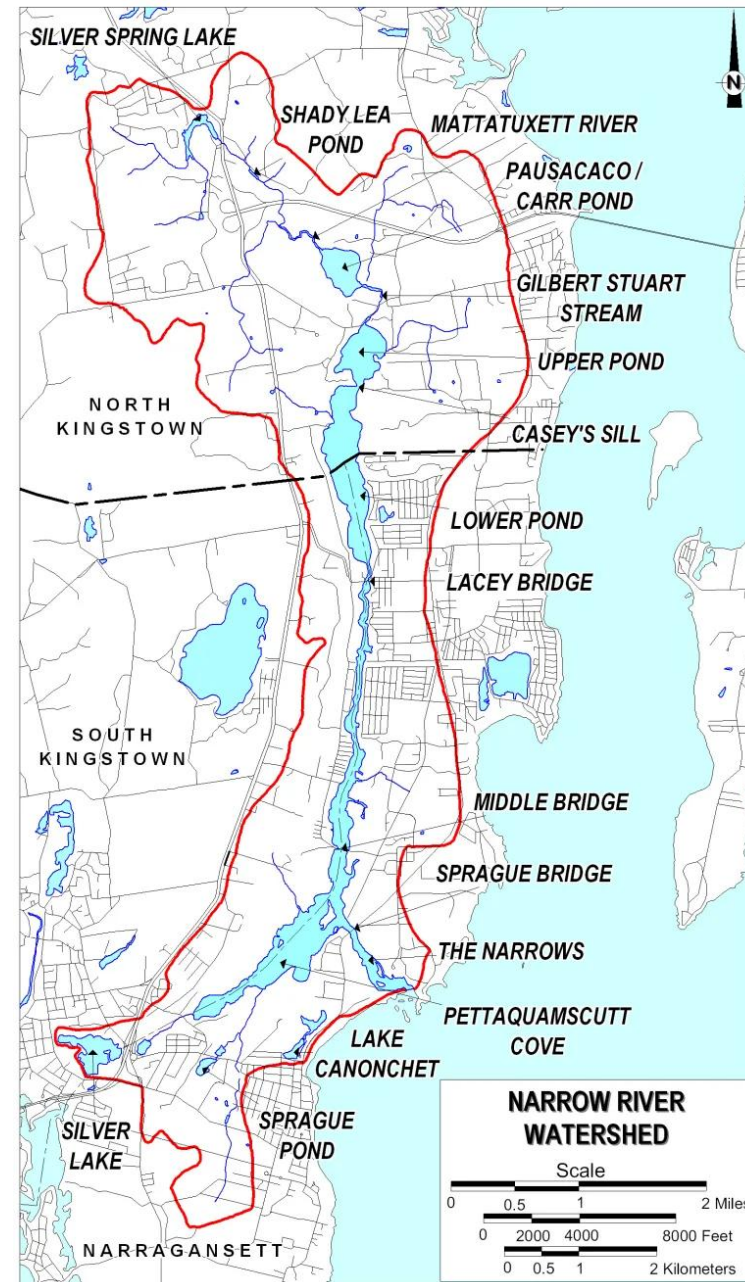 SILVER SPRING LAKE
N
SHADY LEA
POND
MATTATUXETT RIVER
PAUSACACO /
CARR POND
GILBERT STUART
STREAM
UPPER POND
NORTH
KINGSTOWN
CASEY'S SILL
LOWER POND
LACEY BRIDGE
SOUTH
KINGSTOWN
MIDDLE BRIDGE
SPRAGUE BRIDGE
THE NARROWS
PETTAQUAMSCUTT
COVE
LAKE
CANONCHET
SILVER
LAKE
SPRAGUE
POND
NARRAGANSETT
NARROW RIVER
WATERSHED
Scale
0 0.5 1 2 Miles
0 2000 4000 8000 Feet
0 0.5 1 2 Kilometers